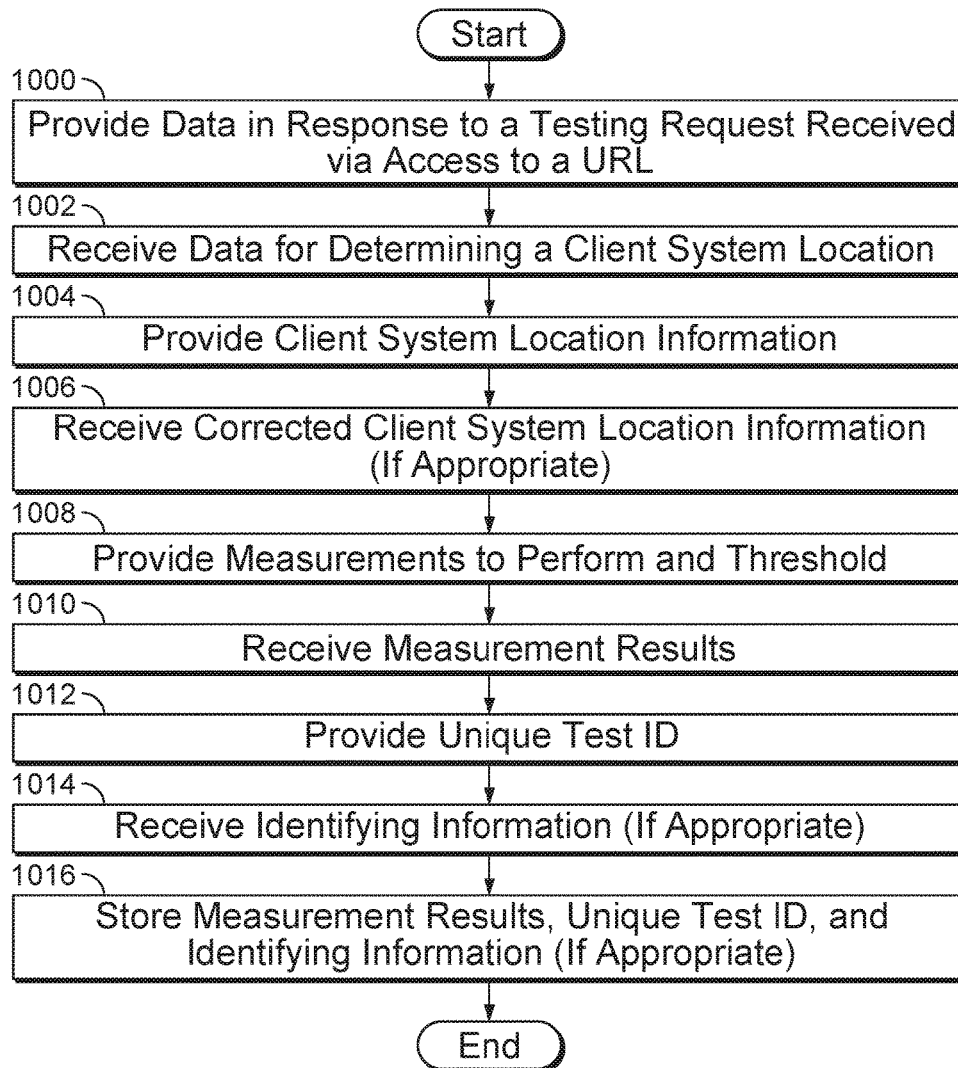 Start
1000
Provide Data in Response to a Testing Request Received
via Access to a URL
1002
Receive Data for Determining a Client System Location
1004
Provide Client System Location Information
1006
Receive Corrected Client System Location Information
(If Appropriate)
1008
Provide Measurements to Perform and Threshold
1010
Receive Measurement Results
1012
Provide Unique Test ID
1014
Receive Identifying Information (If Appropriate)
1016
Store Measurement Results, Unique Test ID, and
Identifying Information (If Appropriate)
End